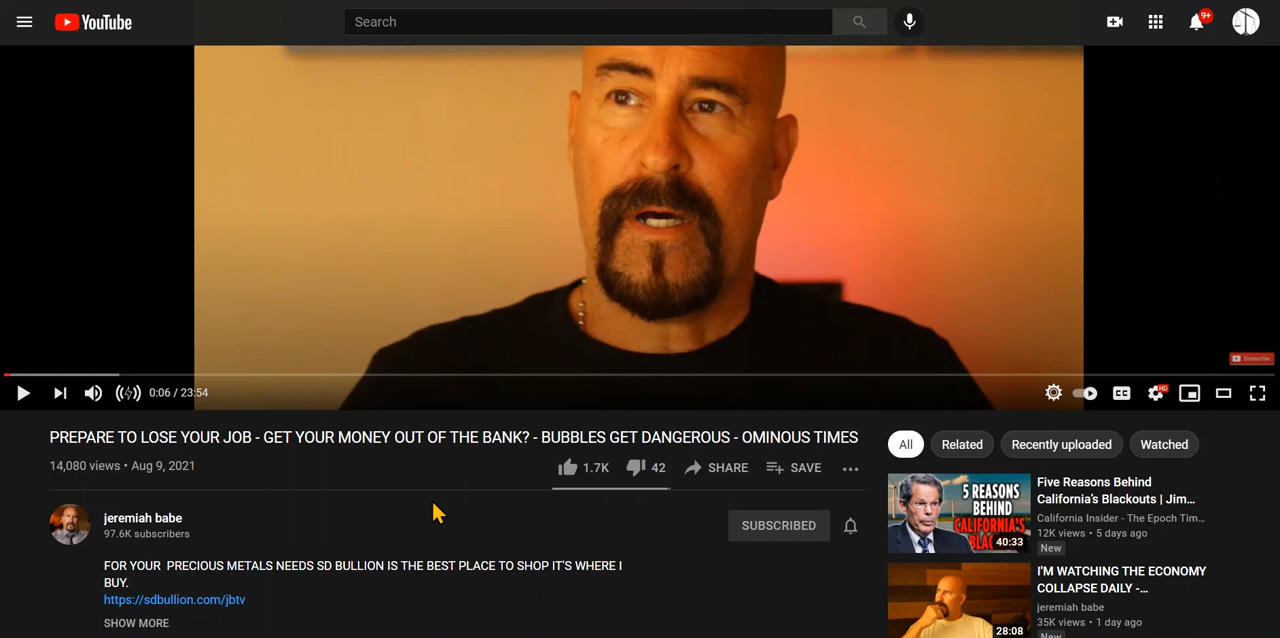 YouTube
Search
9+
Subscribe
0:06 / 23:54
CC
HD
PREPARE TO LOSE YOUR JOB - GET YOUR MONEY OUT OF THE BANK? - BUBBLES GET DANGEROUS - OMINOUS TIMES
14,080 views • Aug 9, 2021
1.7K
42
SHARE
SAVE
jeremiah babe
97.6K subscribers
SUBSCRIBED
FOR YOUR  PRECIOUS METALS NEEDS SD BULLION IS THE BEST PLACE TO SHOP IT'S WHERE I
BUY.
https://sdbullion.com/jbtv
SHOW MORE
All
Related
Recently uploaded
Watched
5 REASONS
BEHIND
CALIFORNIA'S
40:33
Five Reasons Behind
California's Blackouts | Jim...
California Insider - The Epoch Tim...
12K views • 5 days ago
New
28:08
I'M WATCHING THE ECONOMY
COLLAPSE DAILY -...
jeremiah babe
35K views • 1 day ago
New